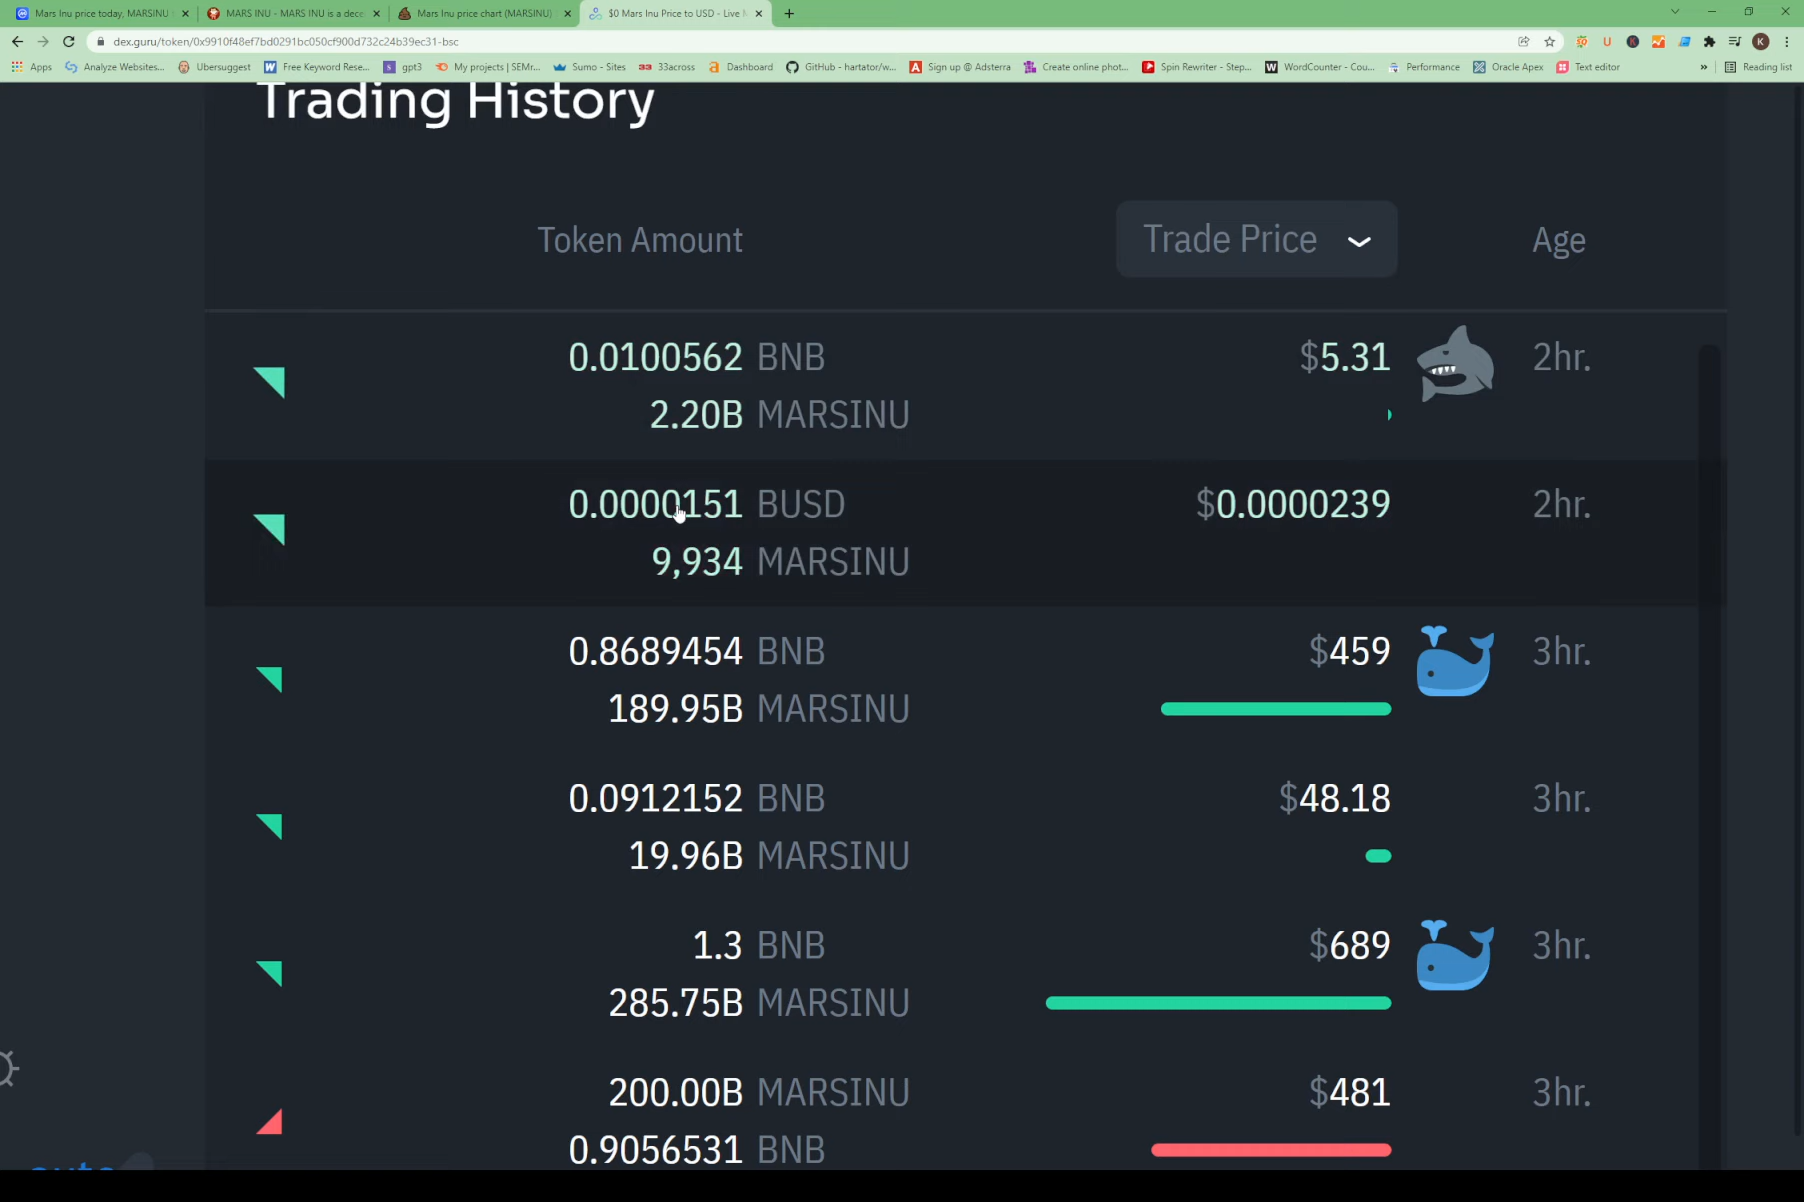 Mars Inu price today, MARSINU
MARS INU - MARS INU is a dece
Mars Inu price chart (MARSINU)
$0 Mars Inu Price to USD - Live
dex.guru/token/0x9910f48ef7bd0291bc050cf900d732c24b39ec31-bsc
K
Apps
Analyze Websites...
Ubersuggest
Free Keyword Rese...
gpt3
My projects | SEMr...
Sumo - Sites
33across
Dashboard
GitHub - hartator/w...
Sign up @ Adsterra
Create online phot...
Spin Rewriter - Step...
WordCounter - Cou...
Performance
Oracle Apex
Text editor
»
Reading list
Trading History
Token Amount
Trade Price
Age
0.0100562 BNB
$5.31
2hr.
2.20B MARSINU
0.0000151 BUSD
$0.0000239
2hr.
9,934 MARSINU
0.8689454 BNB
$459
3hr.
189.95B MARSINU
0.0912152 BNB
$48.18
3hr.
19.96B MARSINU
1.3 BNB
$689
3hr.
285.75B MARSINU
200.00B MARSINU
$481
3hr.
0.9056531 BNB